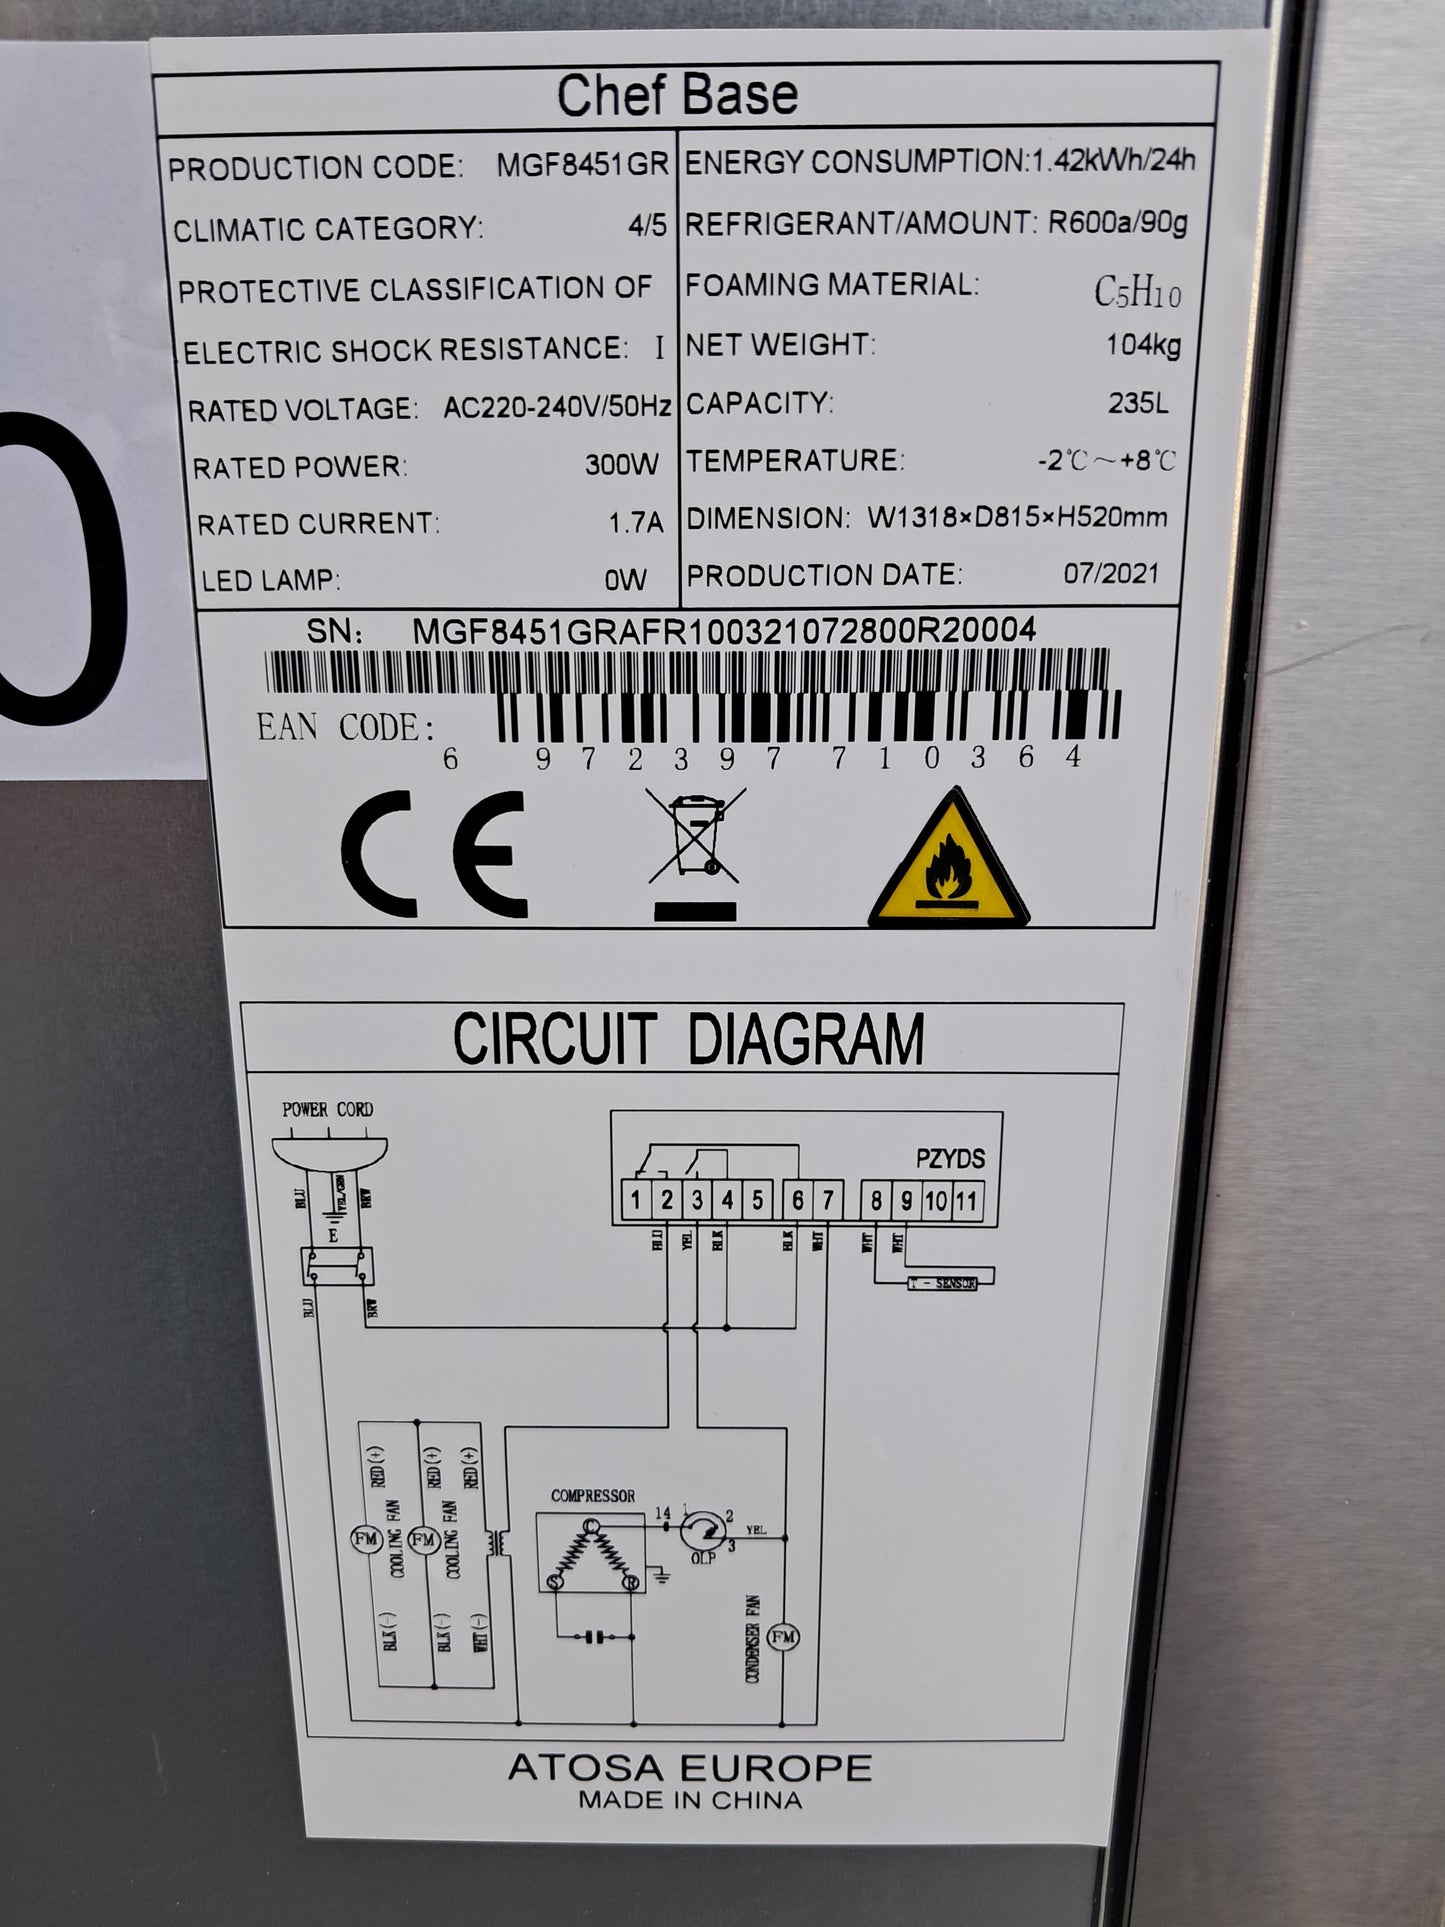 Chef Base
PRODUCTION CODE: MGF8451GR
CLIMATIC CATEGORY: 4/5
PROTECTIVE CLASSIFICATION OF
ELECTRIC SHOCK RESISTANCE: I
RATED VOLTAGE: AC220-240V/50Hz
RATED POWER: 300W
RATED CURRENT: 1.7A
LED LAMP: 0W
ENERGY CONSUMPTION:1.42kWh/24h
REFRIGERANT/AMOUNT: R600a/90g
FOAMING MATERIAL: C₅H₁₀
NET WEIGHT: 104kg
CAPACITY: 235L
TEMPERATURE: -2℃～+8℃
DIMENSION: W1318×D815×H520mm
PRODUCTION DATE: 07/2021
SN: MGF8451GRAFR100321072800R20004
EAN CODE:
6 972397 710364
CE
0
CIRCUIT DIAGRAM
POWER CORD
BLU YEL/GRN BRW
E
BLU BRW
PZYDS
1 2 3 4 5 6 7 8 9 10 11
BLU YEL BLK BLK WHT WHT WHT
T - SENSOR
RED(+) RED(+) RED(+)
FM COOLING FAN FM COOLING FAN
BLK(-) BLK(-) WHT(-)
COMPRESSOR
C
S R
14 1 2
3
OLP
YEL
CONDENSER FAN FM
ATOSA EUROPE
MADE IN CHINA